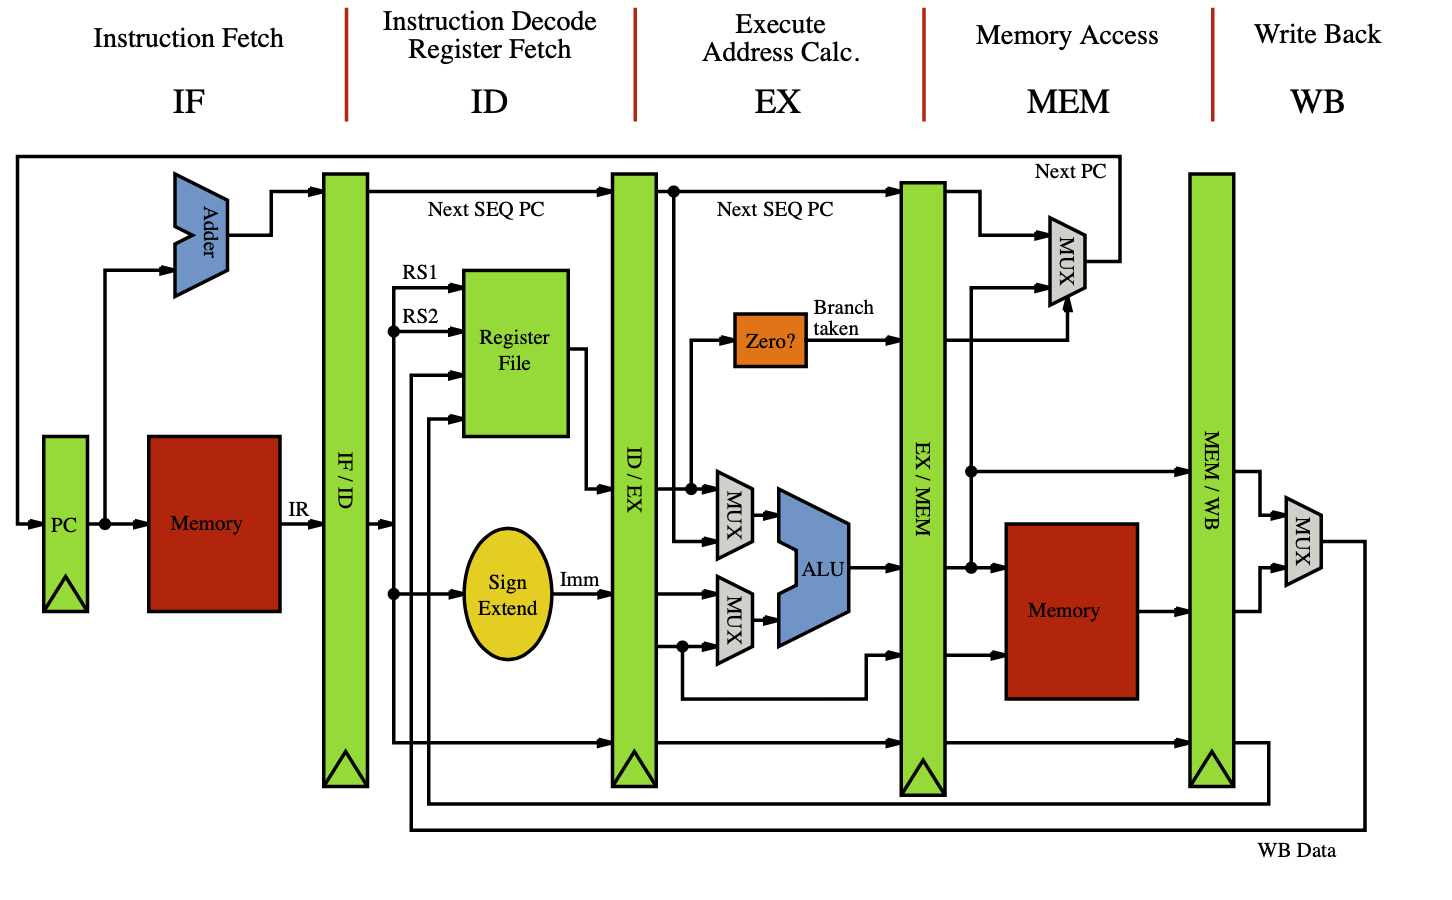 Instruction Fetch
IF
Instruction Decode
Register Fetch
ID
Execute
Address Calc.
EX
Memory Access
MEM
Write Back
WB
Next PC
Adder
Next SEQ PC
Next SEQ PC
MUX
RS1
RS2
Register
File
Branch
taken
Zero?
PC
Memory
IR
IF / ID
ID / EX
EX / MEM
MEM / WB
MUX
MUX
ALU
MUX
Sign
Extend
Imm
Memory
WB Data